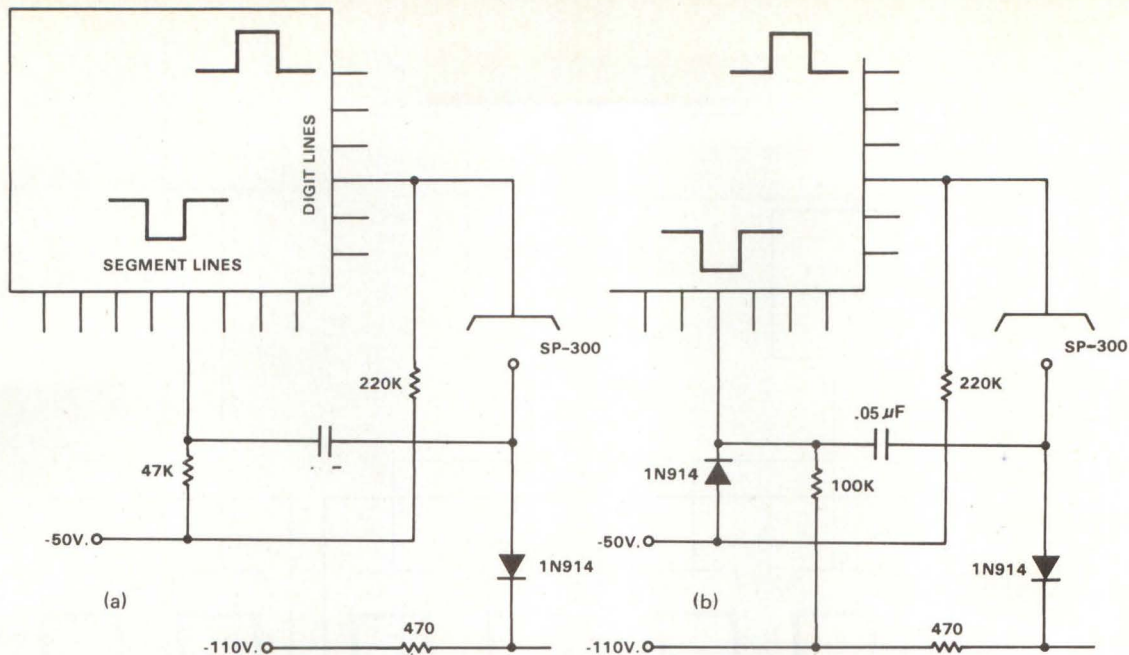 DIGIT LINES
SEGMENT LINES
SP-300
220K
47K
-50V.
1N914
(a)
470
-110V.
SP-300
220K
.05 µF
1N914
100K
-50V.
1N914
(b)
470
-110V.